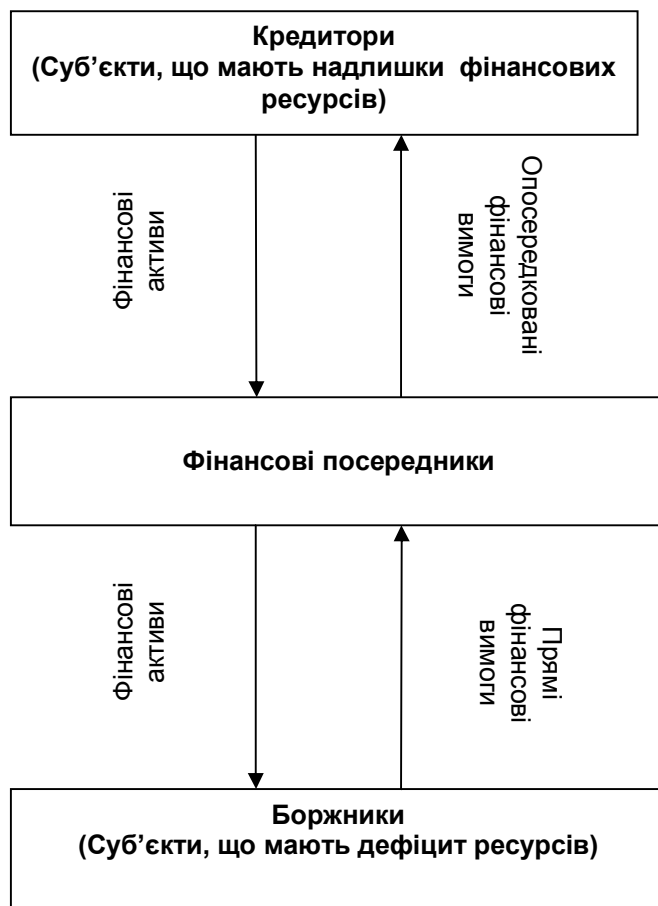 Кредитори
(Суб’єкти, що мають надлишки фінансових
ресурсів)
Фінансові
активи
Опосередковані
фінансові
вимоги
Фінансові посередники
Фінансові
активи
Прямі
фінансові
вимоги
Боржники
(Суб’єкти, що мають дефіцит ресурсів)